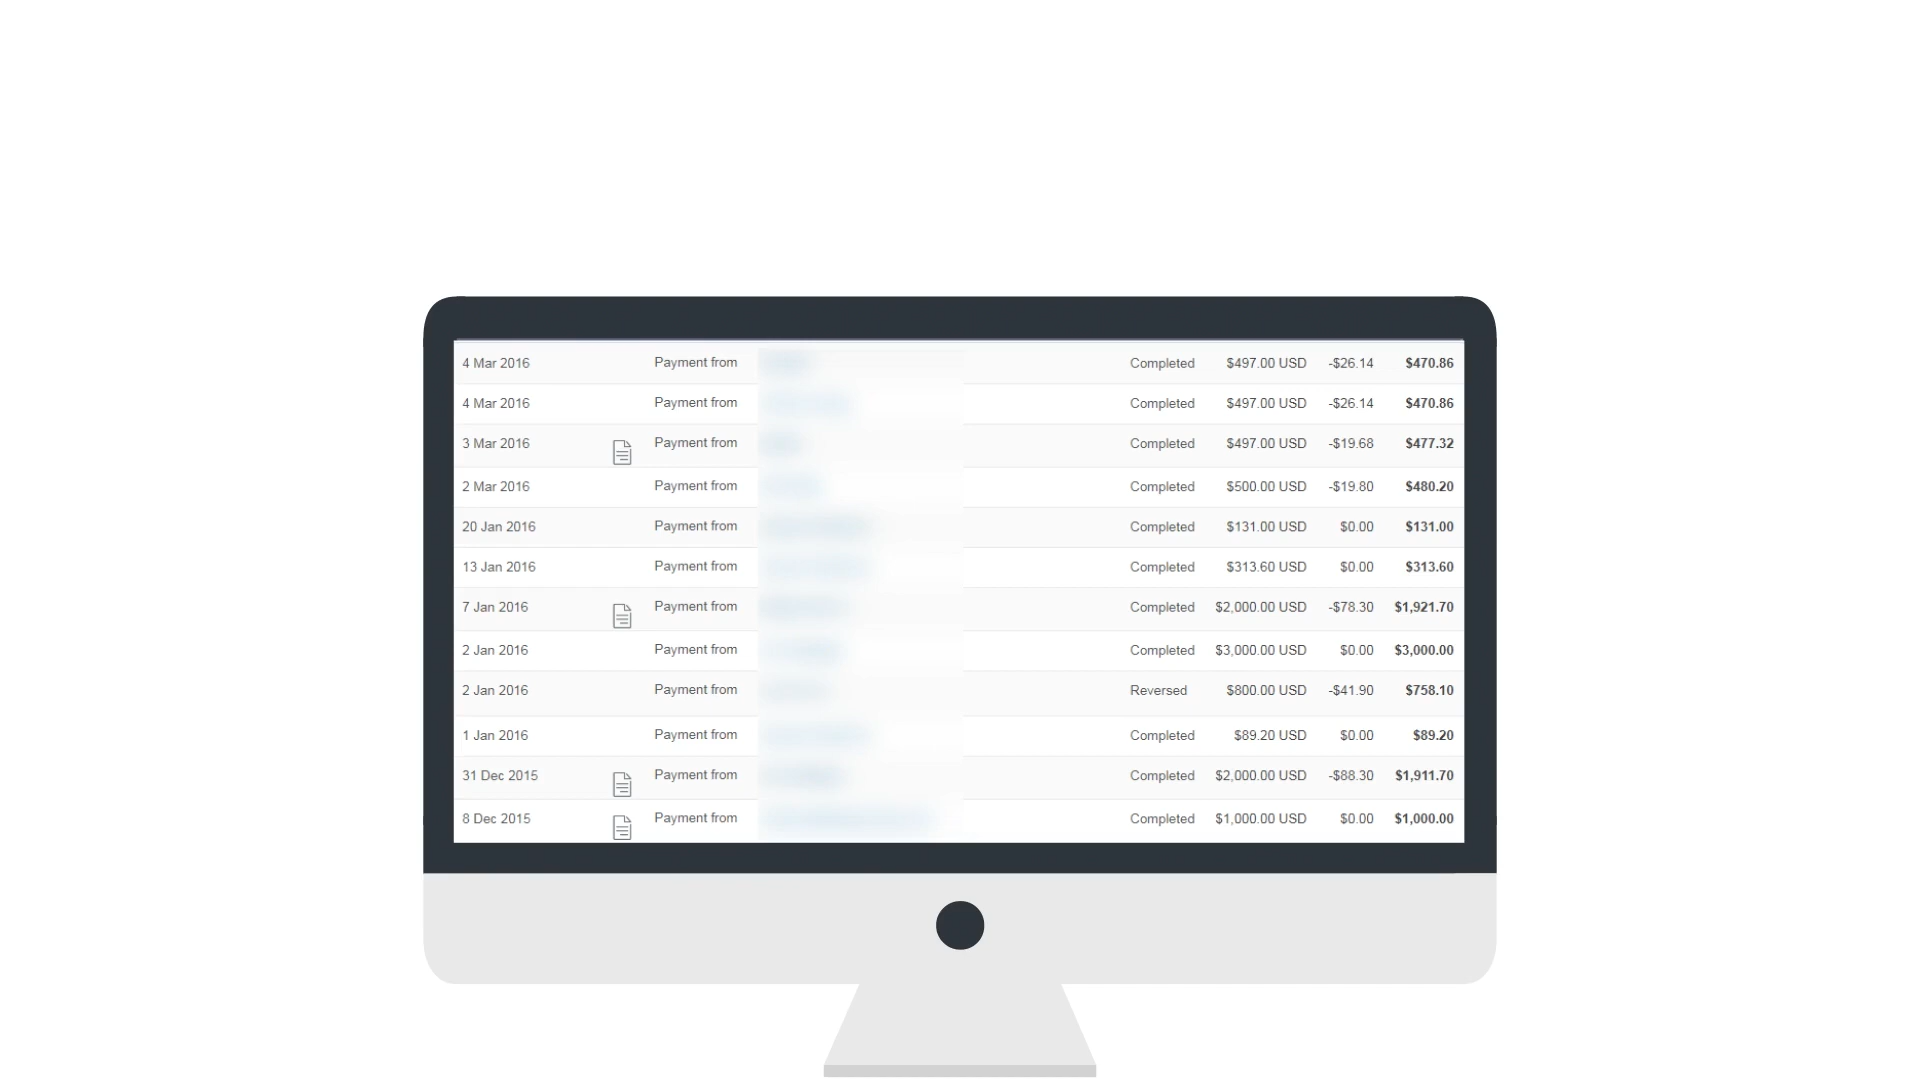 4 Mar 2016 Payment from Completed $497.00 USD -$26.14 $470.86
4 Mar 2016 Payment from Completed $497.00 USD -$26.14 $470.86
3 Mar 2016 Payment from Completed $497.00 USD -$19.68 $477.32
2 Mar 2016 Payment from Completed $500.00 USD -$19.80 $480.20
20 Jan 2016 Payment from Completed $131.00 USD $0.00 $131.00
13 Jan 2016 Payment from Completed $313.60 USD $0.00 $313.60
7 Jan 2016 Payment from Completed $2,000.00 USD -$78.30 $1,921.70
2 Jan 2016 Payment from Completed $3,000.00 USD $0.00 $3,000.00
2 Jan 2016 Payment from Reversed $800.00 USD -$41.90 $758.10
1 Jan 2016 Payment from Completed $89.20 USD $0.00 $89.20
31 Dec 2015 Payment from Completed $2,000.00 USD -$88.30 $1,911.70
8 Dec 2015 Payment from Completed $1,000.00 USD $0.00 $1,000.00